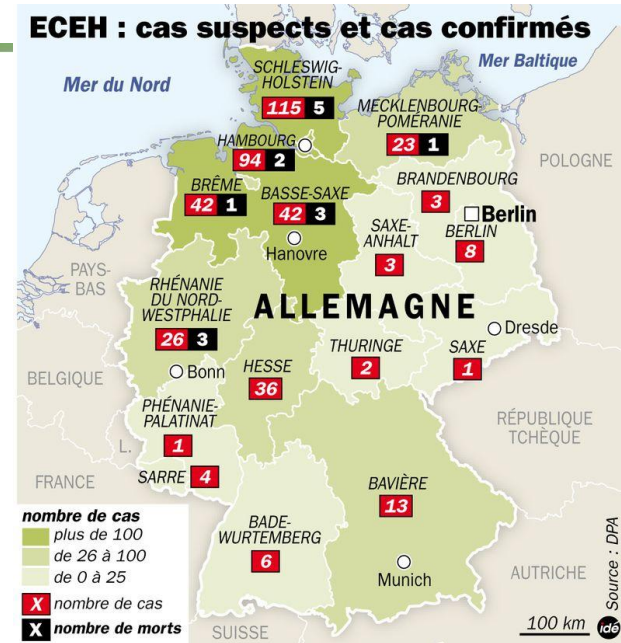 ECEH : cas suspects et cas confirmés
Mer du Nord
Mer Baltique
SCHLESWIG-
HOLSTEIN
115 5
MECKLENBOURG-
POMÉRANIE
23 1
HAMBOURG
94 2
POLOGNE
BRÊME
42 1
BASSE-SAXE
42 3
Hanovre
BRANDENBOURG
3
Berlin
BERLIN
8
SAXE-
ANHALT
3
PAYS-
BAS
RHÉNANIE
DU NORD-
WESTPHALIE
26 3
ALLEMAGNE
Dresde
Bonn
HESSE
36
THURINGE
2
SAXE
1
BELGIQUE
PHÉNANIE-
PALATINAT
1
L.
SARRE 4
FRANCE
RÉPUBLIQUE
TCHÈQUE
BAVIÈRE
13
BADE-
WURTEMBERG
6
Munich
AUTRICHE
SUISSE
nombre de cas
plus de 100
de 26 à 100
de 0 à 25
X nombre de cas
X nombre de morts
100 km
Source : DPA
idé